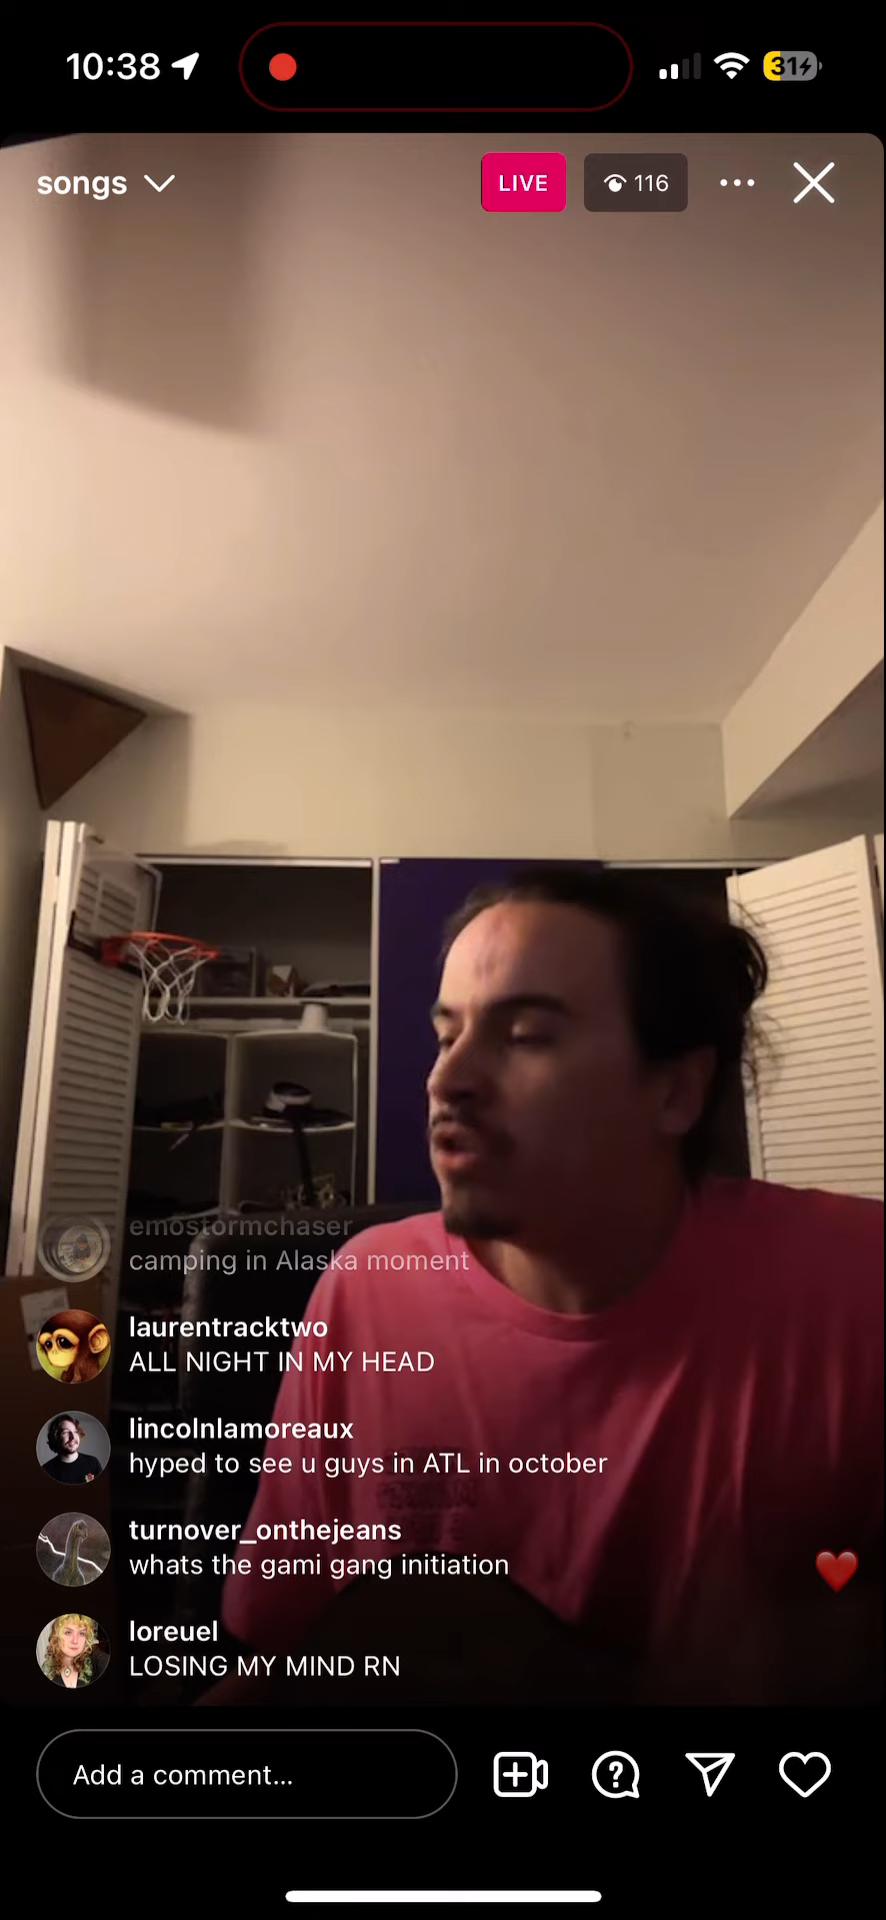 10:38
31
songs
LIVE
116
emostormchaser
camping in Alaska moment
laurentracktwo
ALL NIGHT IN MY HEAD
lincolnlamoreaux
hyped to see u guys in ATL in october
turnover_onthejeans
whats the gami gang initiation
loreuel
LOSING MY MIND RN
Add a comment...